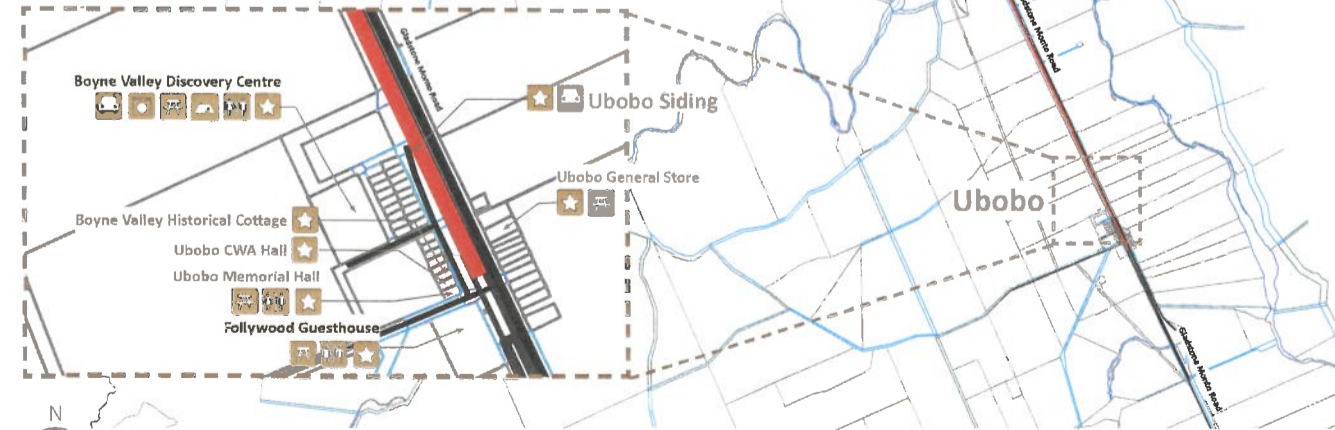 Boyne Valley Discovery Centre
Gladstone Monto Road
Ubobo Siding
Ubobo General Store
Boyne Valley Historical Cottage
Ubobo CWA Hall
Ubobo Memorial Hall
Follywood Guesthouse
N
Gladstone Monto Road
Ubobo
Gladstone Monto Road